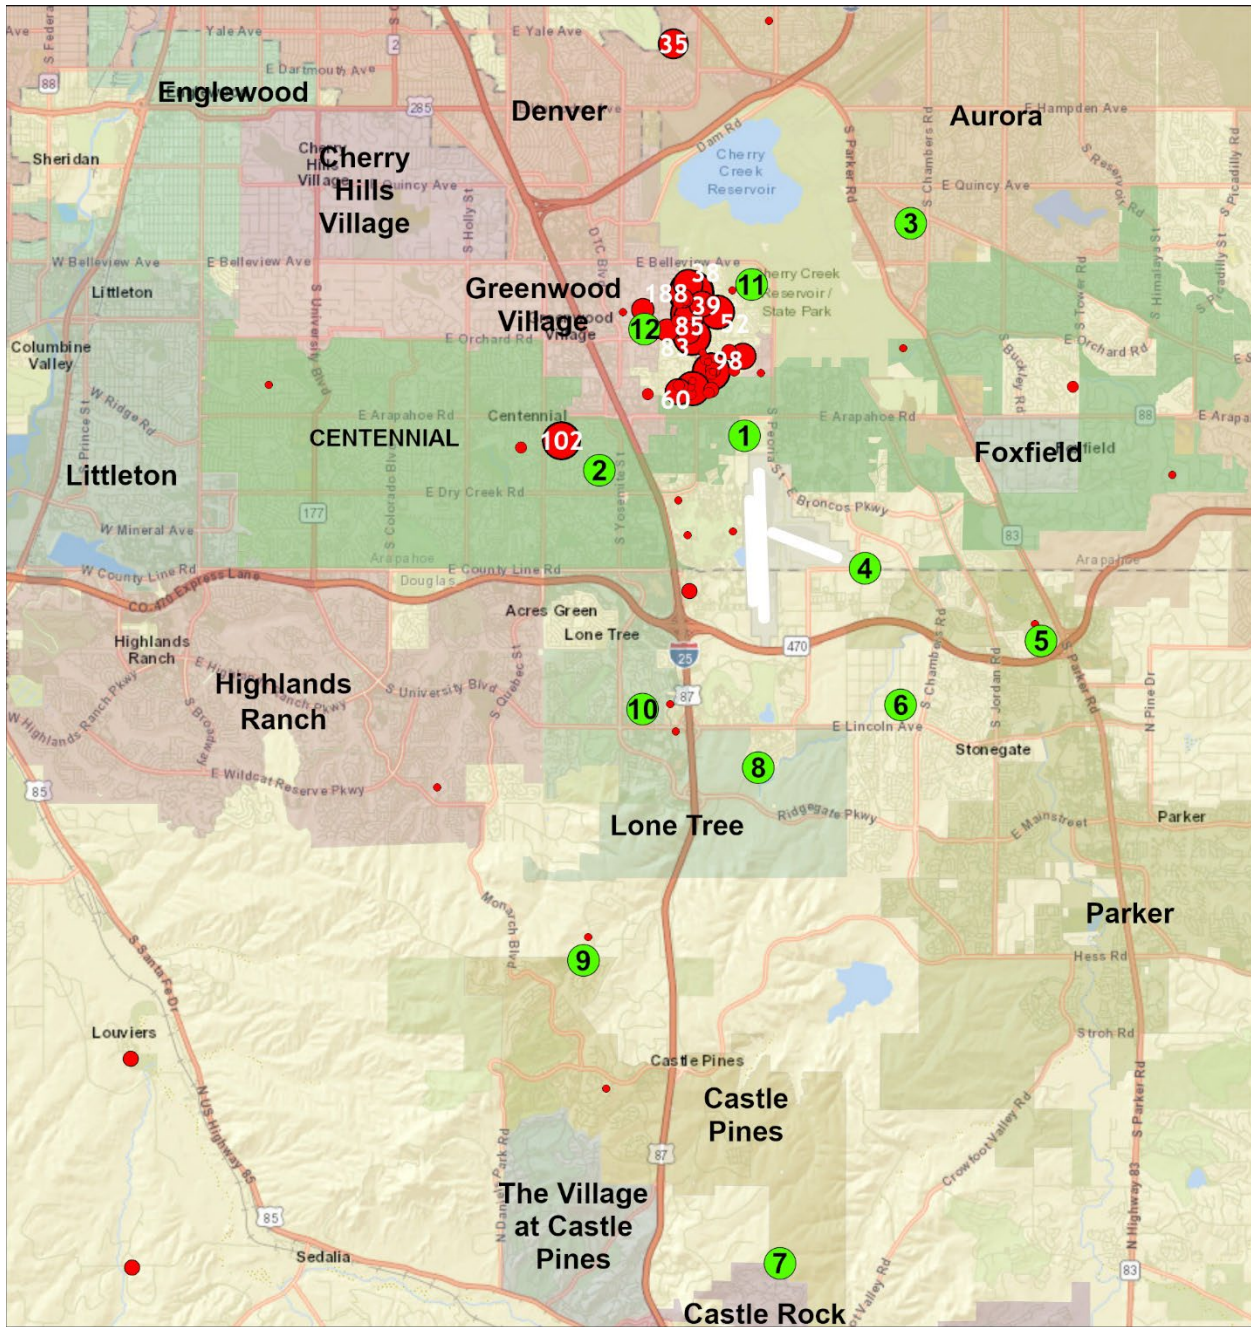 S Federal
Yale Ave
E Yale Ave
35
2
88
E Dartmouth Ave
Englewood
285
Denver
Aurora
E Hampden Ave
Dam Rd
S Parker Rd
S Chambers Rd
S Reservoir Rd
S Picadilly Rd
Sheridan
Cherry
Hills
Village
Cherry
Hills
Village
E Quincy Ave
S Holly St
Cherry
Creek
Reservoir
E Quincy Ave
3
DTC Blvd
S Himalaya St
W Belleview Ave
E Belleview Ave
E Belleview Ave
38
11
Cherry Creek
Reservoir /
State Park
Littleton
S University Blvd
Greenwood
Village
188
39
52
12
85
83
E Orchard Rd
98
60
S Tower Rd
E Orchard Rd
S Buckley Rd
Columbine
Valley
W Ridge Rd
S Prince St
E Arapahoe Rd
Centennial
E Arapahoe Rd
88
CENTENNIAL
102
1
2
S Peoria St
Foxfield
Littleton
S Colorado Blvd
E Dry Creek Rd
S Yosemite St
E Broncos Pkwy
177
83
W Mineral Ave
Arapahoe
Douglas
Arapahoe
W County Line Rd
E County Line Rd
4
CO 470 Express Lane
Acres Green
Lone Tree
Highlands
Ranch
25
470
5
S Parker Rd
E Highlands Ranch Pkwy
S University Blvd
S Quebec St
Highlands
Ranch
W Highlands Ranch Pkwy
S Broadway
87
10
6
S Chambers Rd
S Jordan Rd
N Pine Dr
E Lincoln Ave
Stonegate
8
E Wildcat Reserve Pkwy
85
Ridgegate Pkwy
E Mainstreet
Parker
Lone Tree
Monarch Blvd
Parker
S Santa Fe Dr
9
Hess Rd
Louviers
Stroh Rd
Castle Pines
N US Highway 85
Castle
Pines
Crowfoot Valley Rd
S Parker Rd
87
N Daniels Park Rd
The Village
at Castle
Pines
85
Sedalia
7
N Highway 83
83
Castle Rock